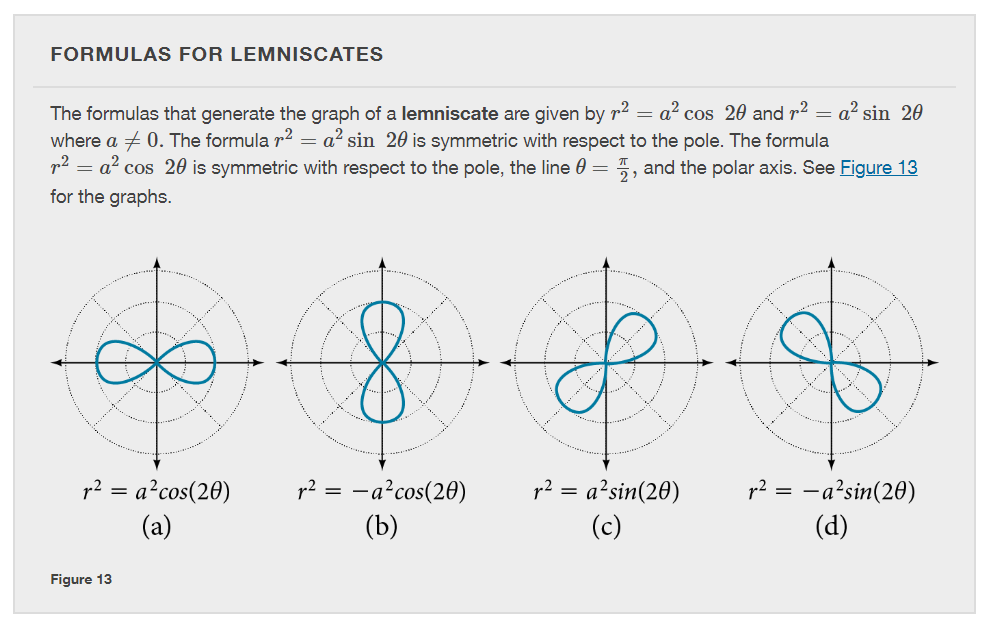 FORMULAS FOR LEMNISCATES
The formulas that generate the graph of a lemniscate are given by r² = a² cos 2θ and r² = a² sin 2θ
where a ≠ 0. The formula r² = a² sin 2θ is symmetric with respect to the pole. The formula
r² = a² cos 2θ is symmetric with respect to the pole, the line θ = π/2, and the polar axis. See Figure 13
for the graphs.
r² = a²cos(2θ) r² = −a²cos(2θ) r² = a²sin(2θ) r² = −a²sin(2θ)
(a) (b) (c) (d)
Figure 13